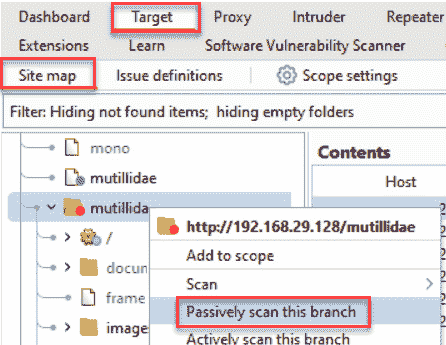 Dashboard Target Proxy Intruder Repeater
Extensions Learn Software Vulnerability Scanner
Site map Issue definitions Scope settings
Filter: Hiding not found items; hiding empty folders
mono
Contents
mutillidae
Host
mutillidae
http://192.168.29.128/mutillidae
/
Add to scope
docum
Scan
frame
Passively scan this branch
images
Actively scan this branch